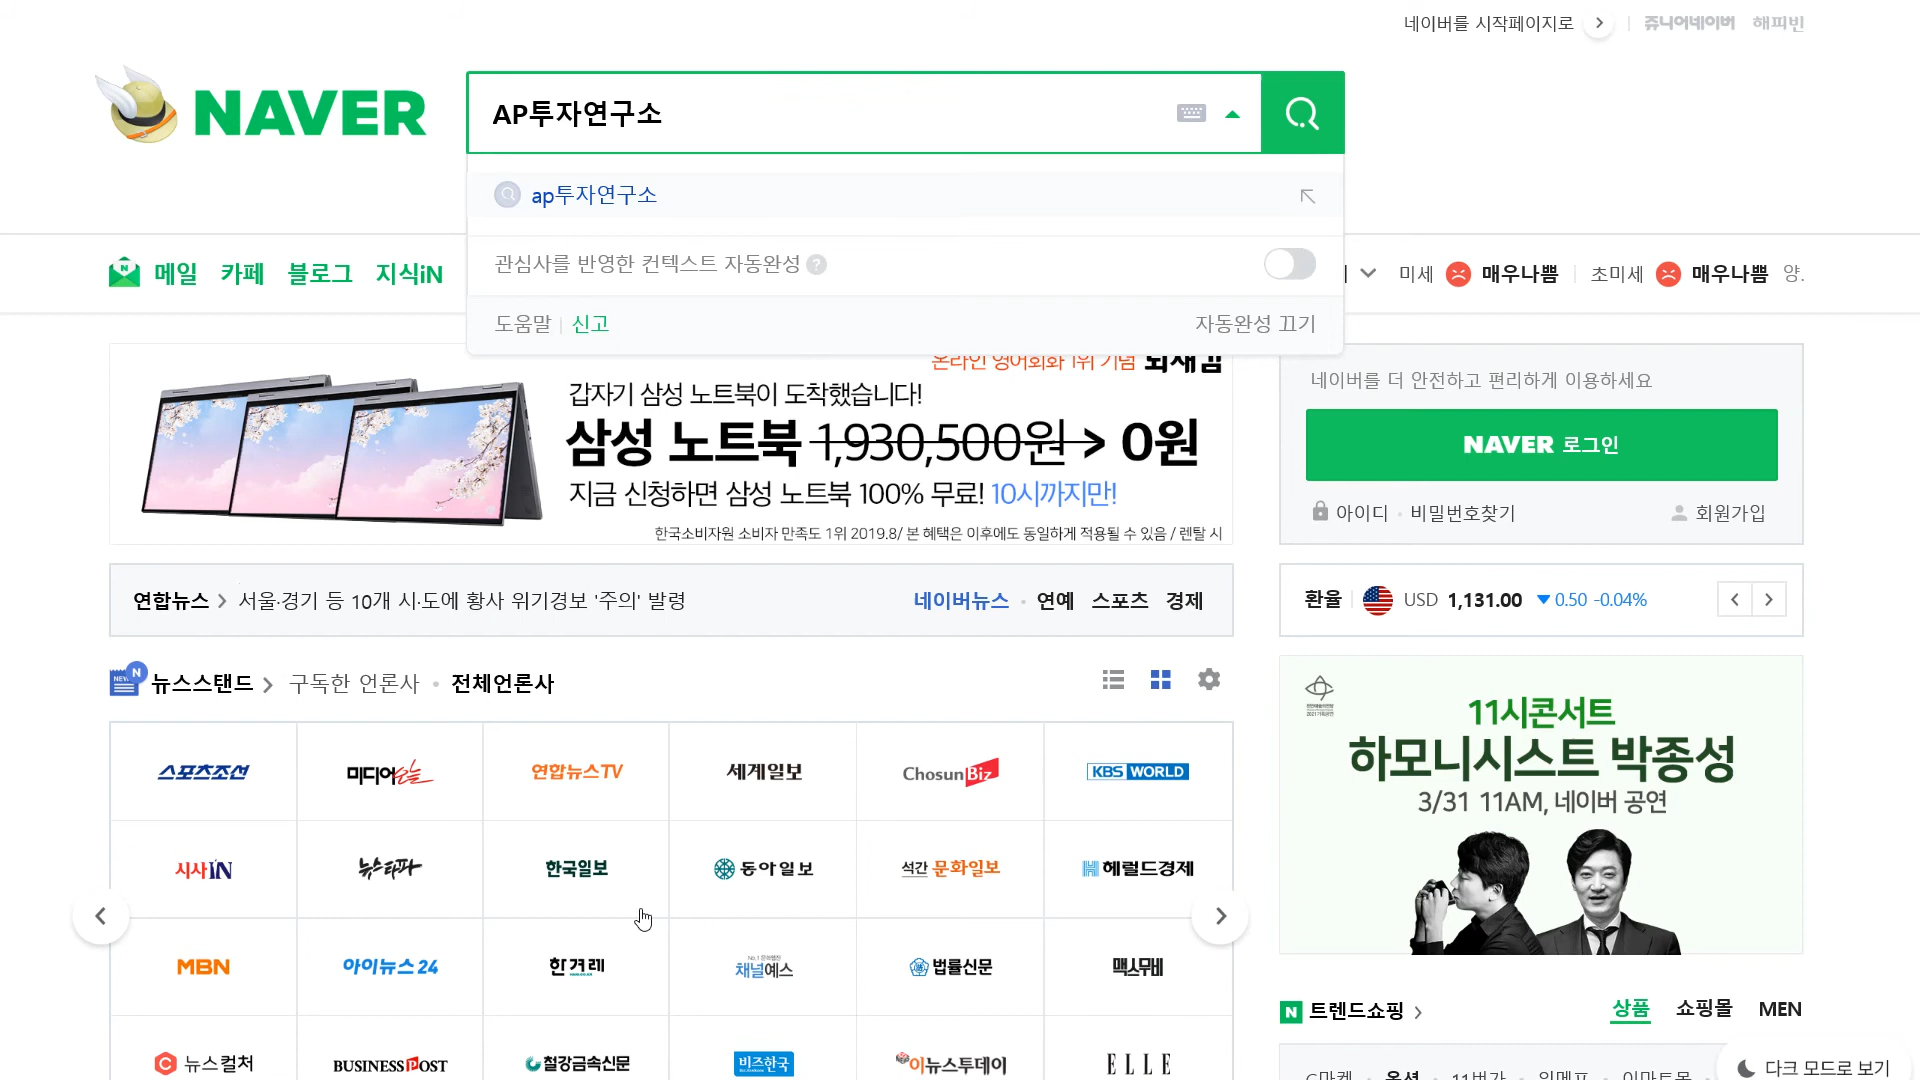 네이버를 시작페이지로
쥬니어네이버 해피빈
NAVER
AP투자연구소
ap투자연구소
관심사를 반영한 컨텍스트 자동완성 ?
도움말 신고
자동완성 끄기
메일 카페 블로그 지식iN
미세 매우나쁨 초미세 매우나쁨
온라인 영어회화 1위 기념
갑자기 삼성 노트북이 도착했습니다!
삼성 노트북 1,930,500원 > 0원
지금 신청하면 삼성 노트북 100% 무료! 10시까지만!
한국소비자원 소비자 만족도 1위 2019.8/ 본 혜택은 이후에도 동일하게 적용될 수 있음 / 렌탈 시
네이버를 더 안전하고 편리하게 이용하세요
NAVER 로그인
아이디 · 비밀번호찾기
회원가입
연합뉴스 > 서울·경기 등 10개 시·도에 황사 위기경보 '주의' 발령
네이버뉴스 · 연예 스포츠 경제
환율 USD 1,131.00 ▼ 0.50 -0.04%
뉴스스탠드 > 구독한 언론사 · 전체언론사
스포츠조선 미디어오늘 연합뉴스TV 세계일보 ChosunBiz KBS WORLD
시사iN 뉴스타파 한국일보 동아일보 석간 문화일보 헤럴드경제
MBN 아이뉴스24 한겨레 채널예스 법률신문 맥스무비
뉴스컬처 BUSINESSPOST 철강금속신문 비즈한국 이뉴스투데이 ELLE
11시콘서트
하모니시스트 박종성
3/31 11AM, 네이버 공연
트렌드쇼핑 >
상품 쇼핑몰 MEN
다크 모드로 보기